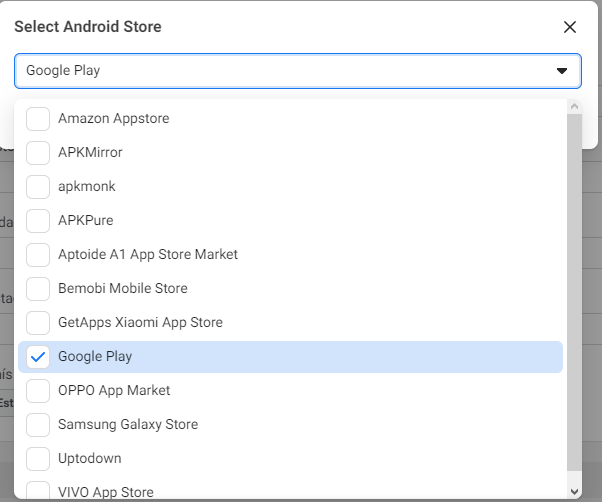 Select Android Store
Google Play
Amazon Appstore
APKMirror
apkmonk
APKPure
Aptoide A1 App Store Market
Bemobi Mobile Store
GetApps Xiaomi App Store
Google Play
OPPO App Market
Samsung Galaxy Store
Uptodown
VIVO App Store